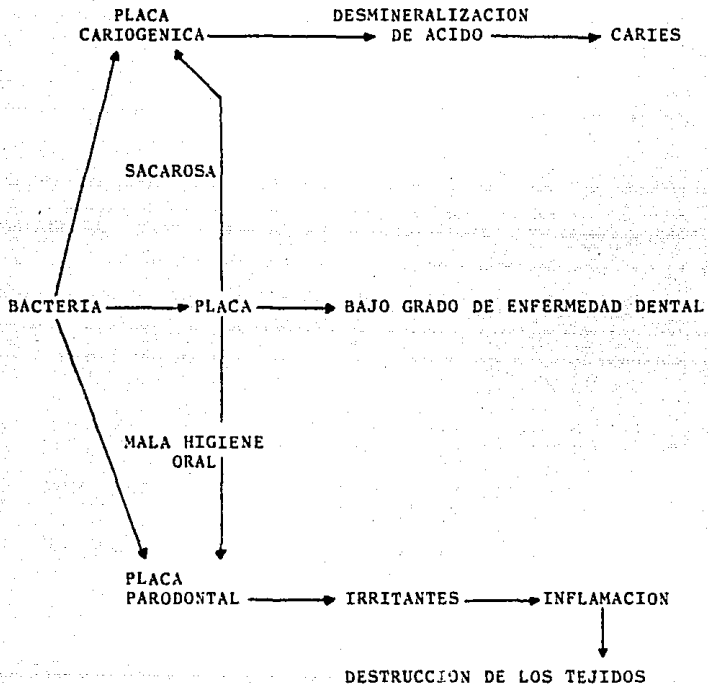 PLACA
CARIOGENICA
DESMINERALIZACION
DE ACIDO
CARIES
SACAROSA
BACTERIA
PLACA
BAJO GRADO DE ENFERMEDAD DENTAL
MALA HIGIENE
ORAL
PLACA
PARODONTAL
IRRITANTES
INFLAMACION
DESTRUCCION DE LOS TEJIDOS